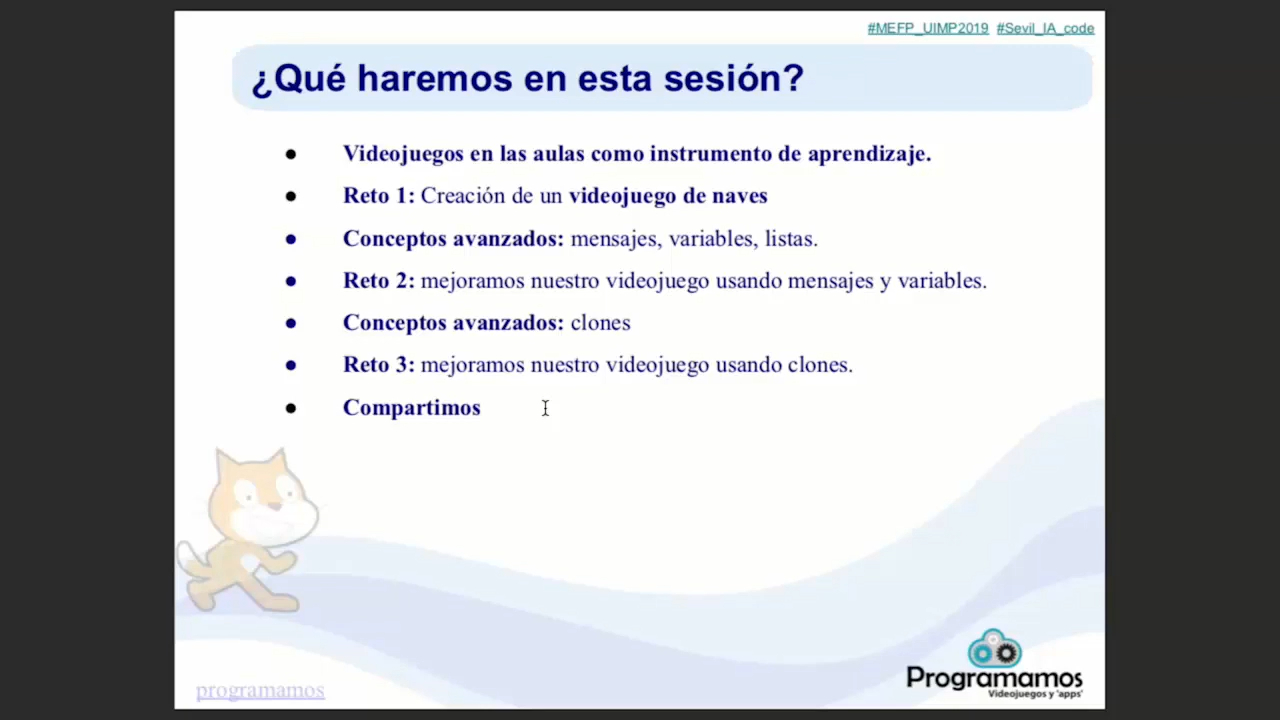 #MEFP_UIMP2019 #Sevil_IA_code
¿Qué haremos en esta sesión?
● Videojuegos en las aulas como instrumento de aprendizaje.
● Reto 1: Creación de un videojuego de naves
● Conceptos avanzados: mensajes, variables, listas.
● Reto 2: mejoramos nuestro videojuego usando mensajes y variables.
● Conceptos avanzados: clones
● Reto 3: mejoramos nuestro videojuego usando clones.
● Compartimos
programamos
Programamos
Videojuegos y 'apps'